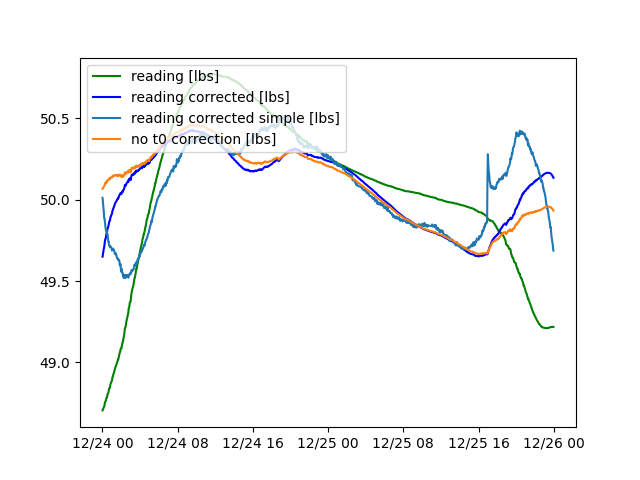 reading [lbs]
reading corrected [lbs]
reading corrected simple [lbs]
no t0 correction [lbs]
50.5
50.0
49.5
49.0
12/24 00 12/24 08 12/24 16 12/25 00 12/25 08 12/25 16 12/26 00